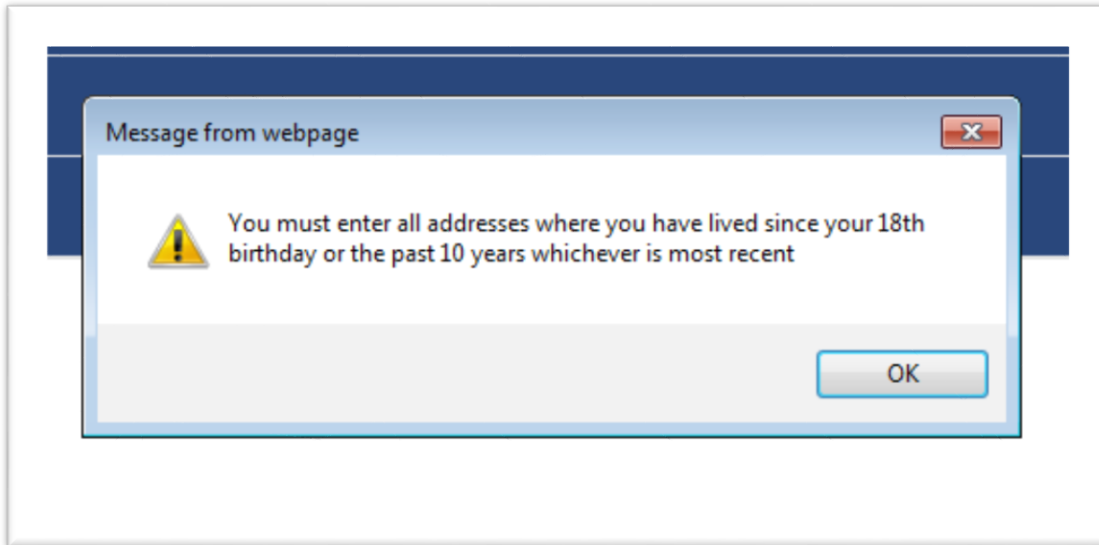 Message from webpage
You must enter all addresses where you have lived since your 18th
birthday or the past 10 years whichever is most recent
OK